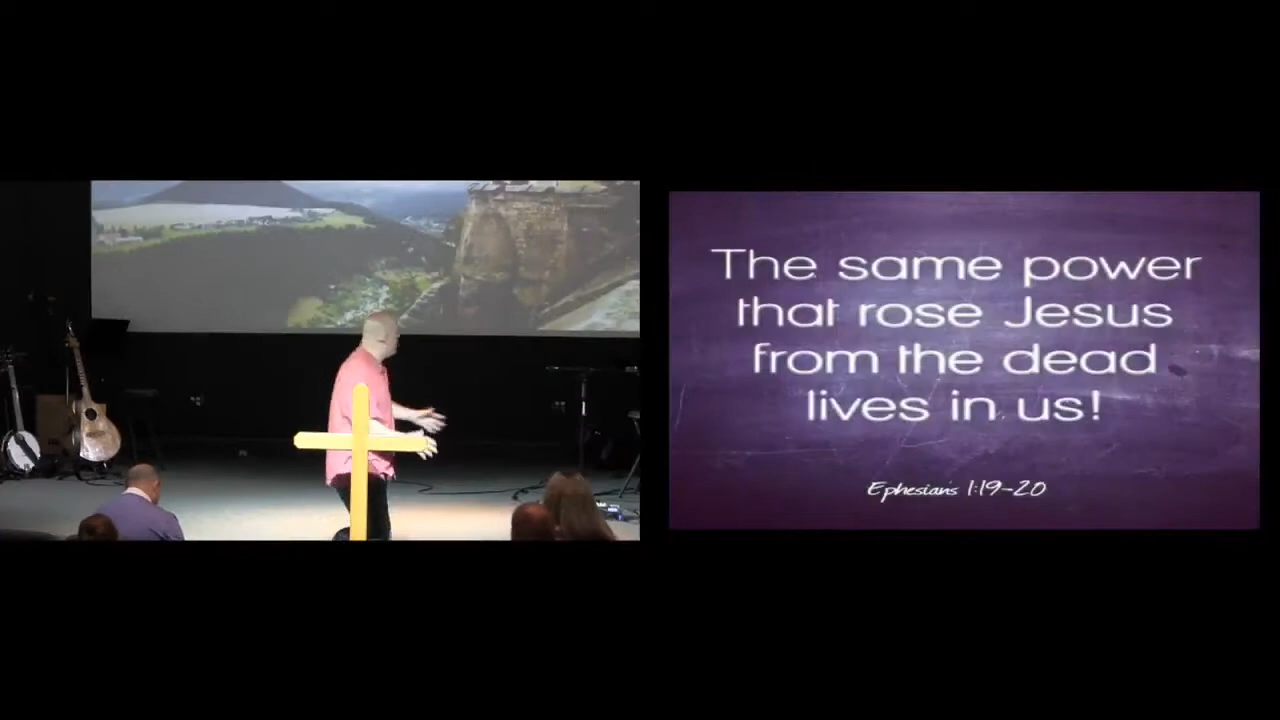 The same power
that rose Jesus
from the dead
lives in us!
Ephesians 1:19-20